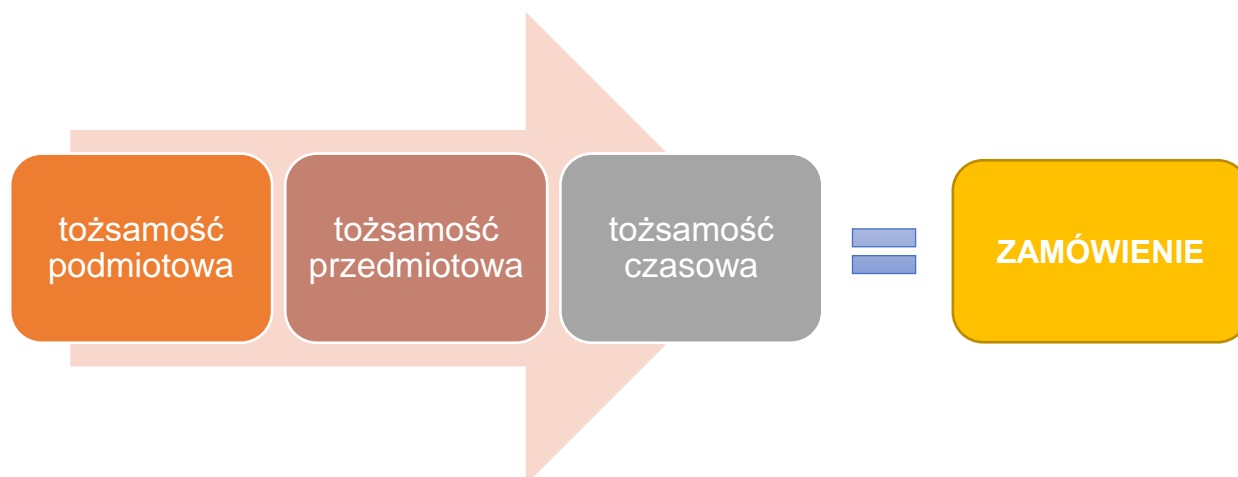 tożsamość
podmiotowa
tożsamość
przedmiotowa
tożsamość
czasowa
ZAMÓWIENIE